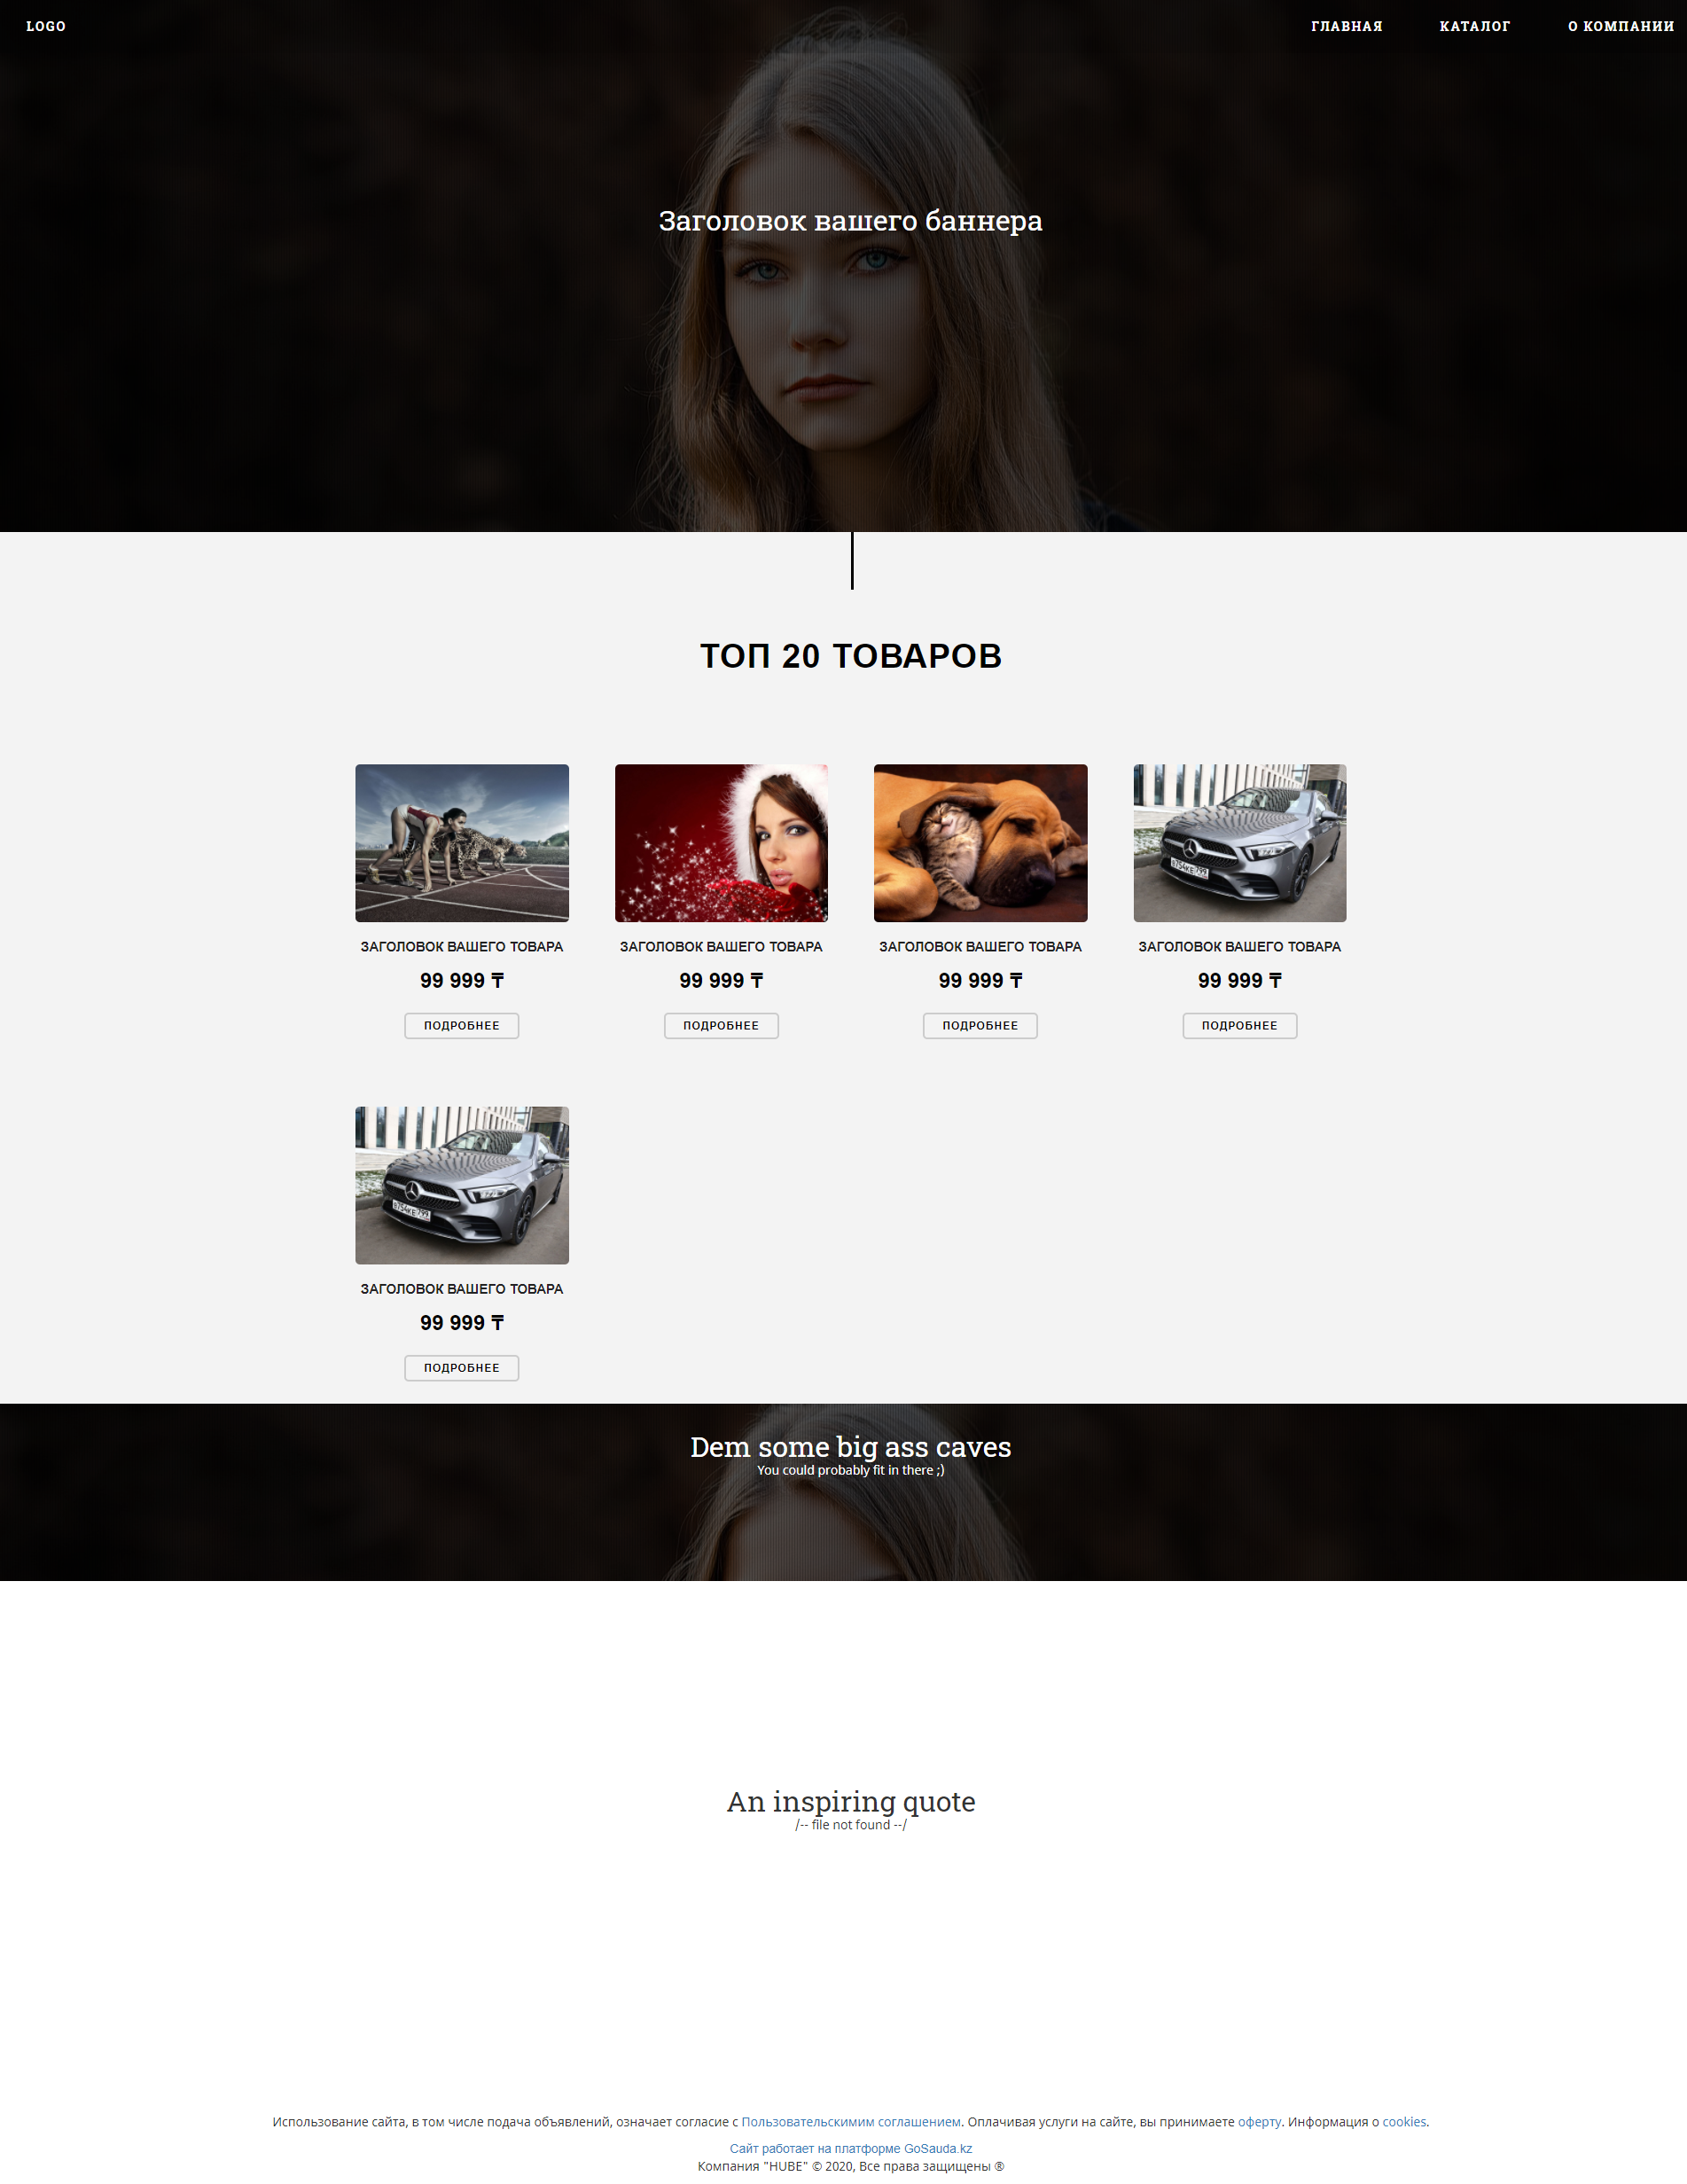 LOGO ГЛАВНАЯ КАТАЛОГ О КОМПАНИИ
Заголовок вашего баннера
ТОП 20 ТОВАРОВ
ЗАГОЛОВОК ВАШЕГО ТОВАРА ЗАГОЛОВОК ВАШЕГО ТОВАРА ЗАГОЛОВОК ВАШЕГО ТОВАРА ЗАГОЛОВОК ВАШЕГО ТОВАРА
99 999 ₸ 99 999 ₸ 99 999 ₸ 99 999 ₸
ПОДРОБНЕЕ ПОДРОБНЕЕ ПОДРОБНЕЕ ПОДРОБНЕЕ
ЗАГОЛОВОК ВАШЕГО ТОВАРА
99 999 ₸
ПОДРОБНЕЕ
Dem some big ass caves
You could probably fit in there ;)
An inspiring quote
/-- file not found --/
Использование сайта, в том числе подача объявлений, означает согласие с Пользовательскимим соглашением. Оплачивая услуги на сайте, вы принимаете оферту. Информация о cookies.
Сайт работает на платформе GoSauda.kz
Компания "HUBE" © 2020, Все права защищены ®